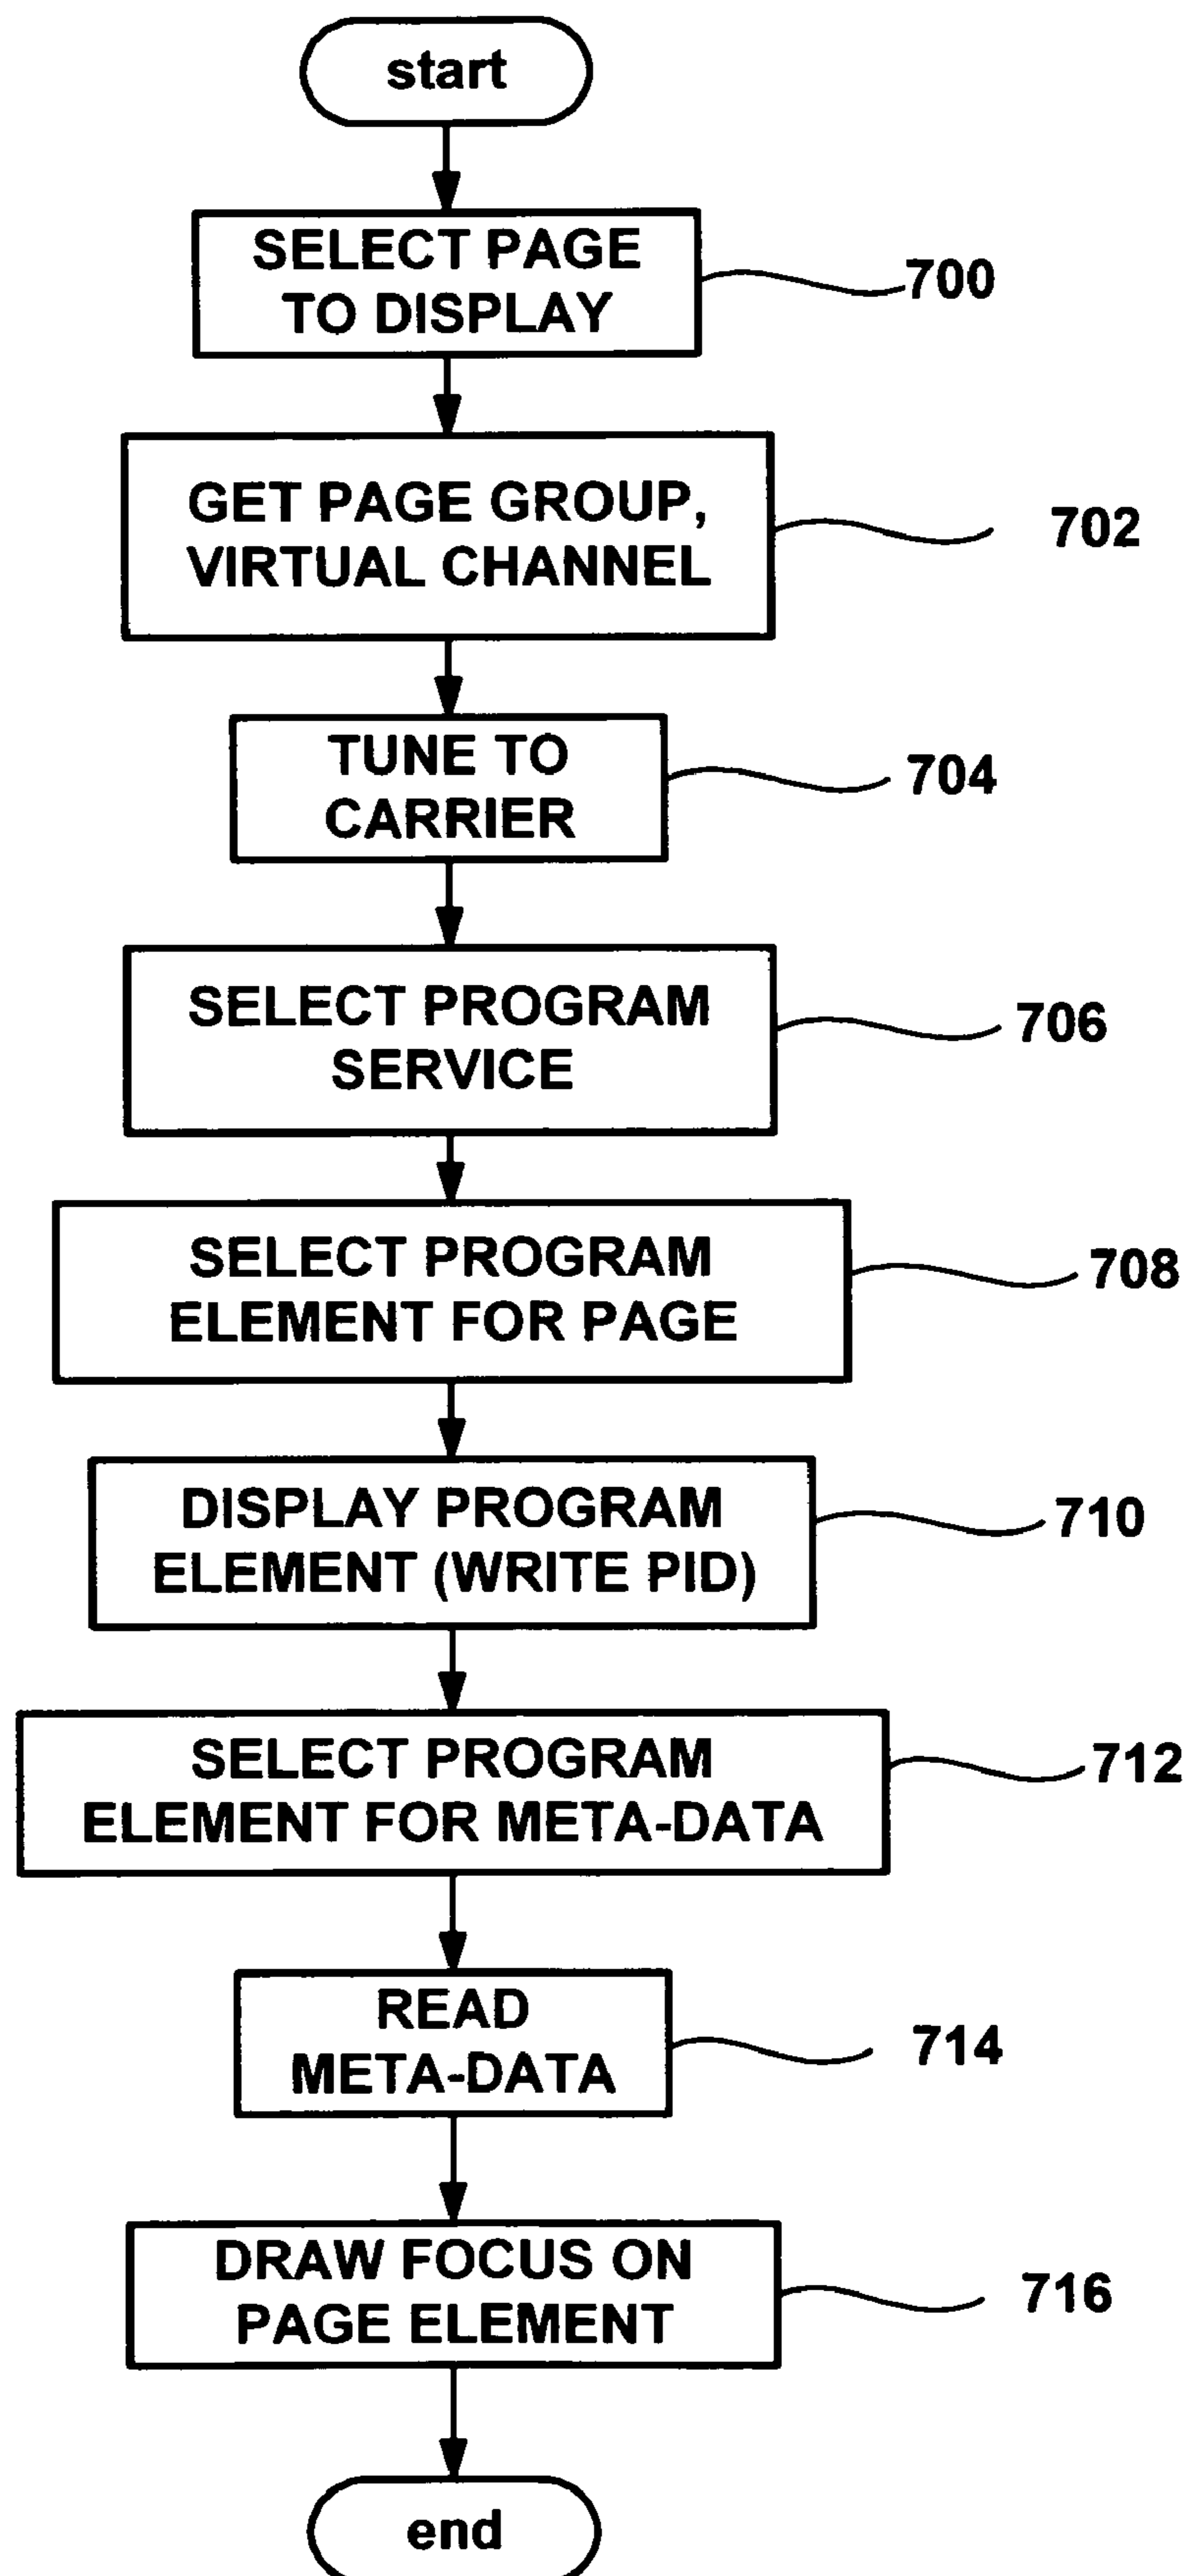 start
SELECT PAGE
TO DISPLAY
700
GET PAGE GROUP,
VIRTUAL CHANNEL
702
TUNE TO
CARRIER
704
SELECT PROGRAM
SERVICE
706
SELECT PROGRAM
ELEMENT FOR PAGE
708
DISPLAY PROGRAM
ELEMENT (WRITE PID)
710
SELECT PROGRAM
ELEMENT FOR META-DATA
712
READ
META-DATA
714
DRAW FOCUS ON
PAGE ELEMENT
716
end